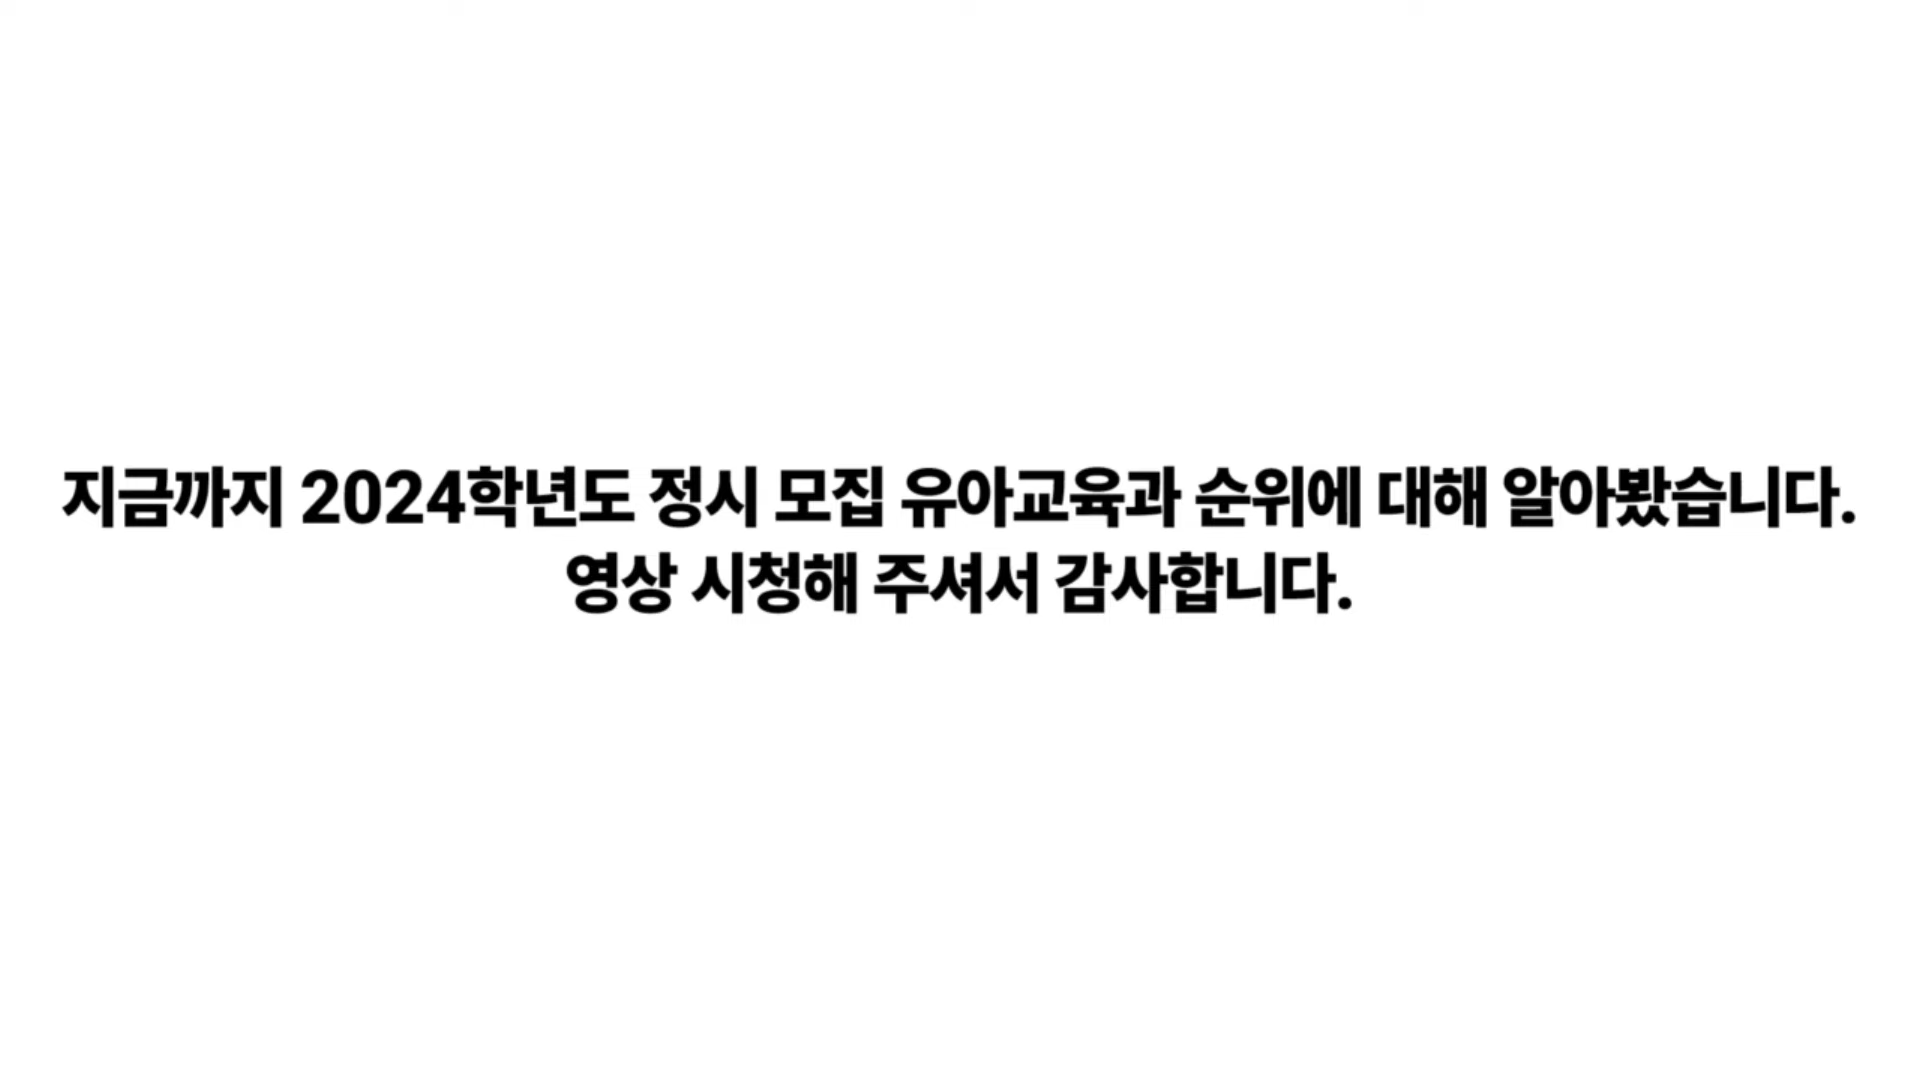 지금까지 2024학년도 정시 모집 유아교육과 순위에 대해 알아봤습니다.
영상 시청해 주셔서 감사합니다.